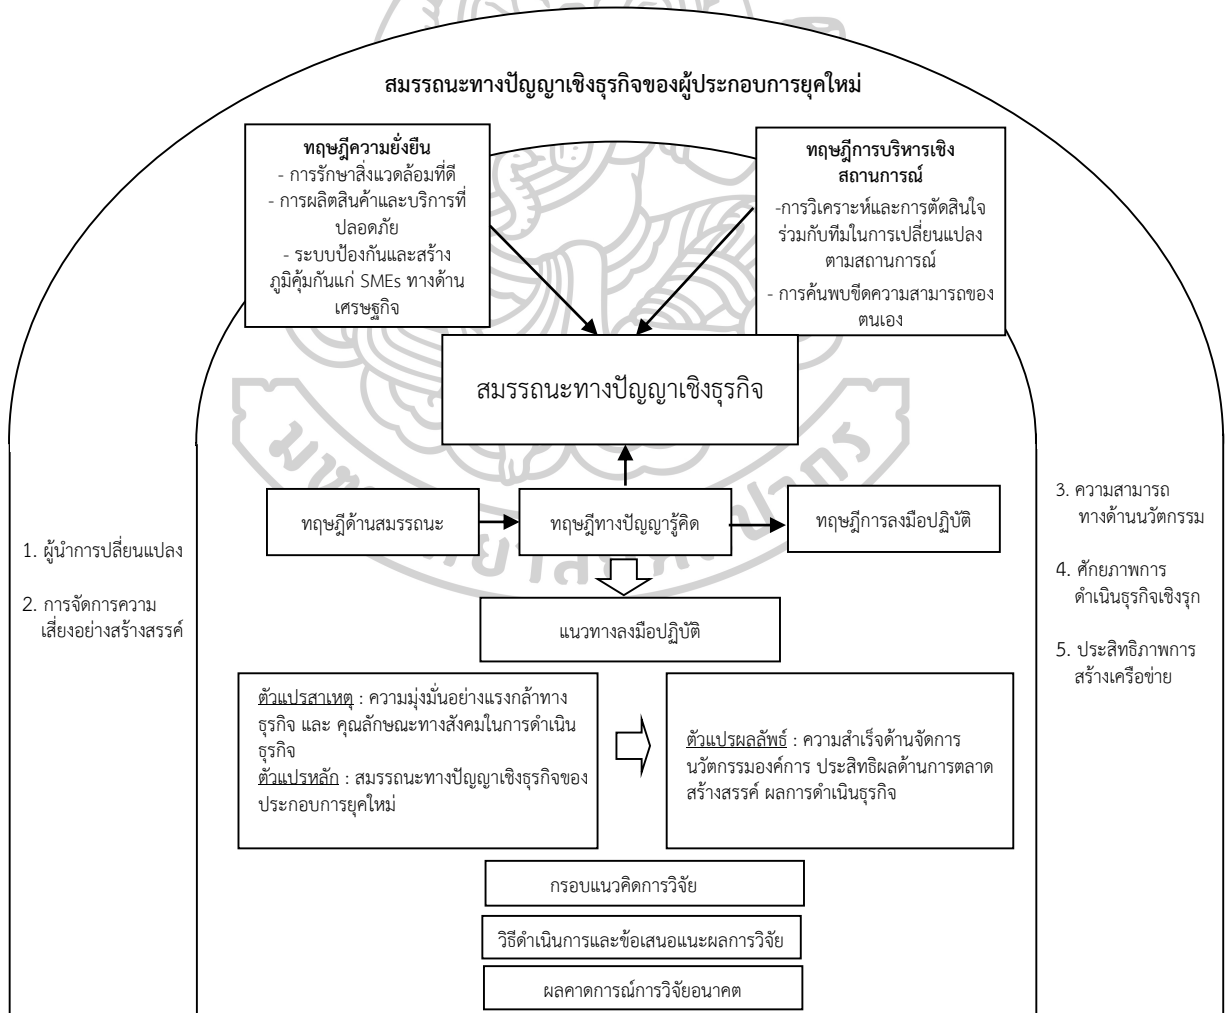 สมรรถนะทางปัญญาเชิงธุรกิจของผู้ประกอบการยุคใหม่
ทฤษฎีความยั่งยืน
- การรักษาสิ่งแวดล้อมที่ดี
- การผลิตสินค้าและบริการที่
ปลอดภัย
- ระบบป้องกันและสร้าง
ภูมิคุ้มกันแก่ SMEs ทางด้าน
เศรษฐกิจ
ทฤษฎีการบริหารเชิง
สถานการณ์
-การวิเคราะห์และการตัดสินใจ
ร่วมกับทีมในการเปลี่ยนแปลง
ตามสถานการณ์
- การค้นพบขีดความสามารถของ
ตนเอง
สมรรถนะทางปัญญาเชิงธุรกิจ
ทฤษฎีด้านสมรรถนะ
ทฤษฎีทางปัญญารู้คิด
ทฤษฎีการลงมือปฏิบัติ
แนวทางลงมือปฏิบัติ
1. ผู้นำการปลี่ยนแปลง
2. การจัดการความ
เสี่ยงอย่างสร้างสรรค์
3. ความสามารถ
ทางด้านนวัตกรรม
4. ศักยภาพการ
ดำเนินธุรกิจเชิงรุก
5. ประสิทธิภาพการ
สร้างเครือข่าย
ตัวแปรสาเหตุ : ความมุ่งมั่นอย่างแรงกล้าทาง
ธุรกิจ และ คุณลักษณะทางสังคมในการดำเนิน
ธุรกิจ
ตัวแปรหลัก : สมรรถนะทางปัญญาเชิงธุรกิจของ
ประกอบการยุคใหม่
ตัวแปรผลลัพธ์ : ความสำเร็จด้านจัดการ
นวัตกรรมองค์การ ประสิทธิผลด้านการตลาด
สร้างสรรค์ ผลการดำเนินธุรกิจ
กรอบแนวคิดการวิจัย
วิธีดำเนินการและข้อเสนอแนะผลการวิจัย
ผลคาดการณ์การวิจัยอนาคต